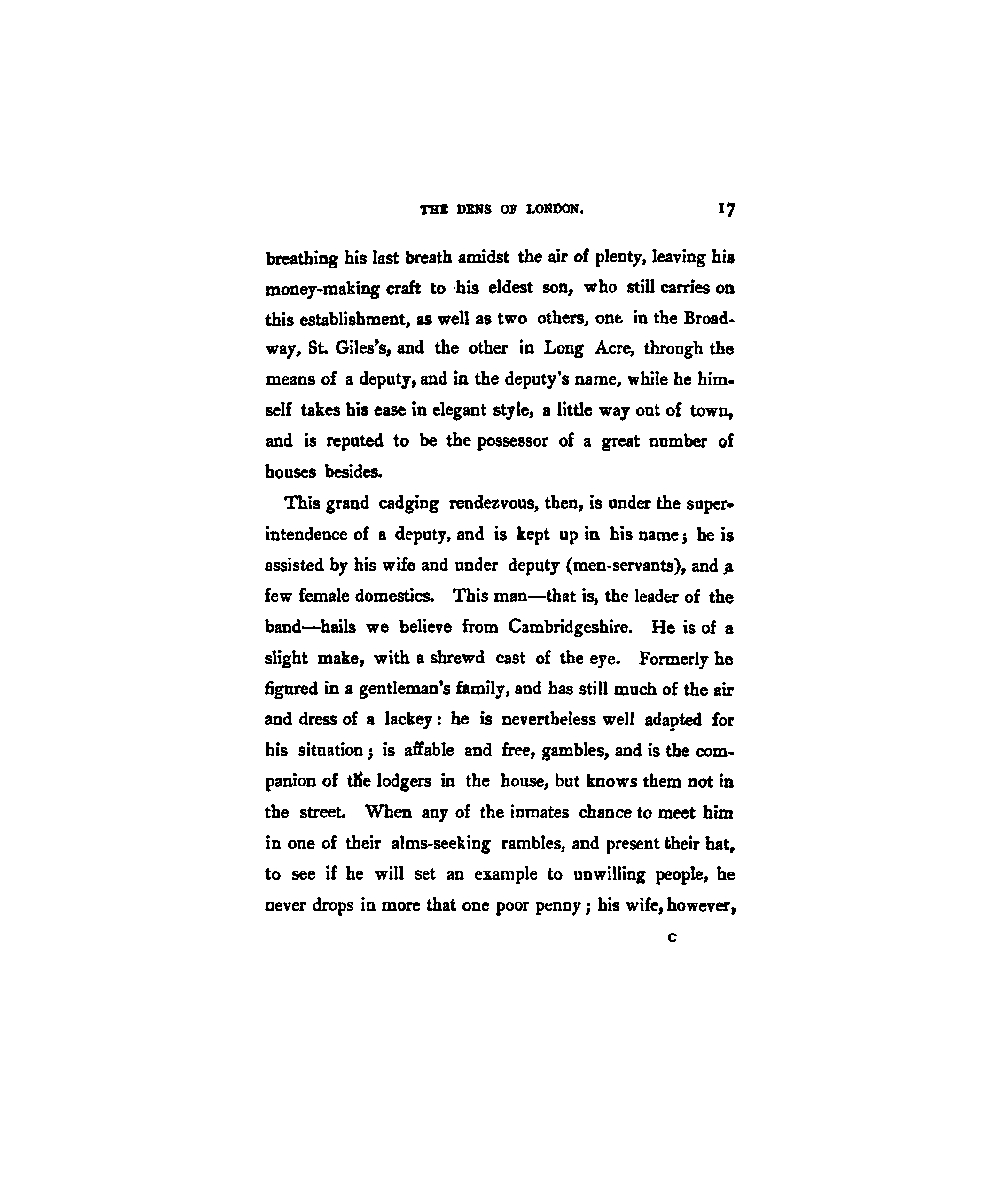 THE DENS OF LONDON. 17
breathing his last breath amidst the air of plenty, leaving his
money-making craft to his eldest son, who still carries on
this establishment, as well as two others, one in the Broad-
way, St. Giles's, and the other in Long Acre, through the
means of a deputy, and in the deputy's name, while he him-
self takes his ease in elegant style, a little way out of town,
and is reputed to be the possessor of a great number of
houses besides.
This grand cadging rendezvous, then, is under the super-
intendence of a deputy, and is kept up in his name; he is
assisted by his wife and under deputy (men-servants), and a
few female domestics. This man—that is, the leader of the
band—hails we believe from Cambridgeshire. He is of a
slight make, with a shrewd cast of the eye. Formerly he
figured in a gentleman's family, and has still much of the air
and dress of a lackey: he is nevertheless well adapted for
his situation; is affable and free, gambles, and is the com-
panion of the lodgers in the house, but knows them not in
the street. When any of the inmates chance to meet him
in one of their alms-seeking rambles, and present their hat,
to see if he will set an example to unwilling people, he
never drops in more that one poor penny; his wife, however,
C